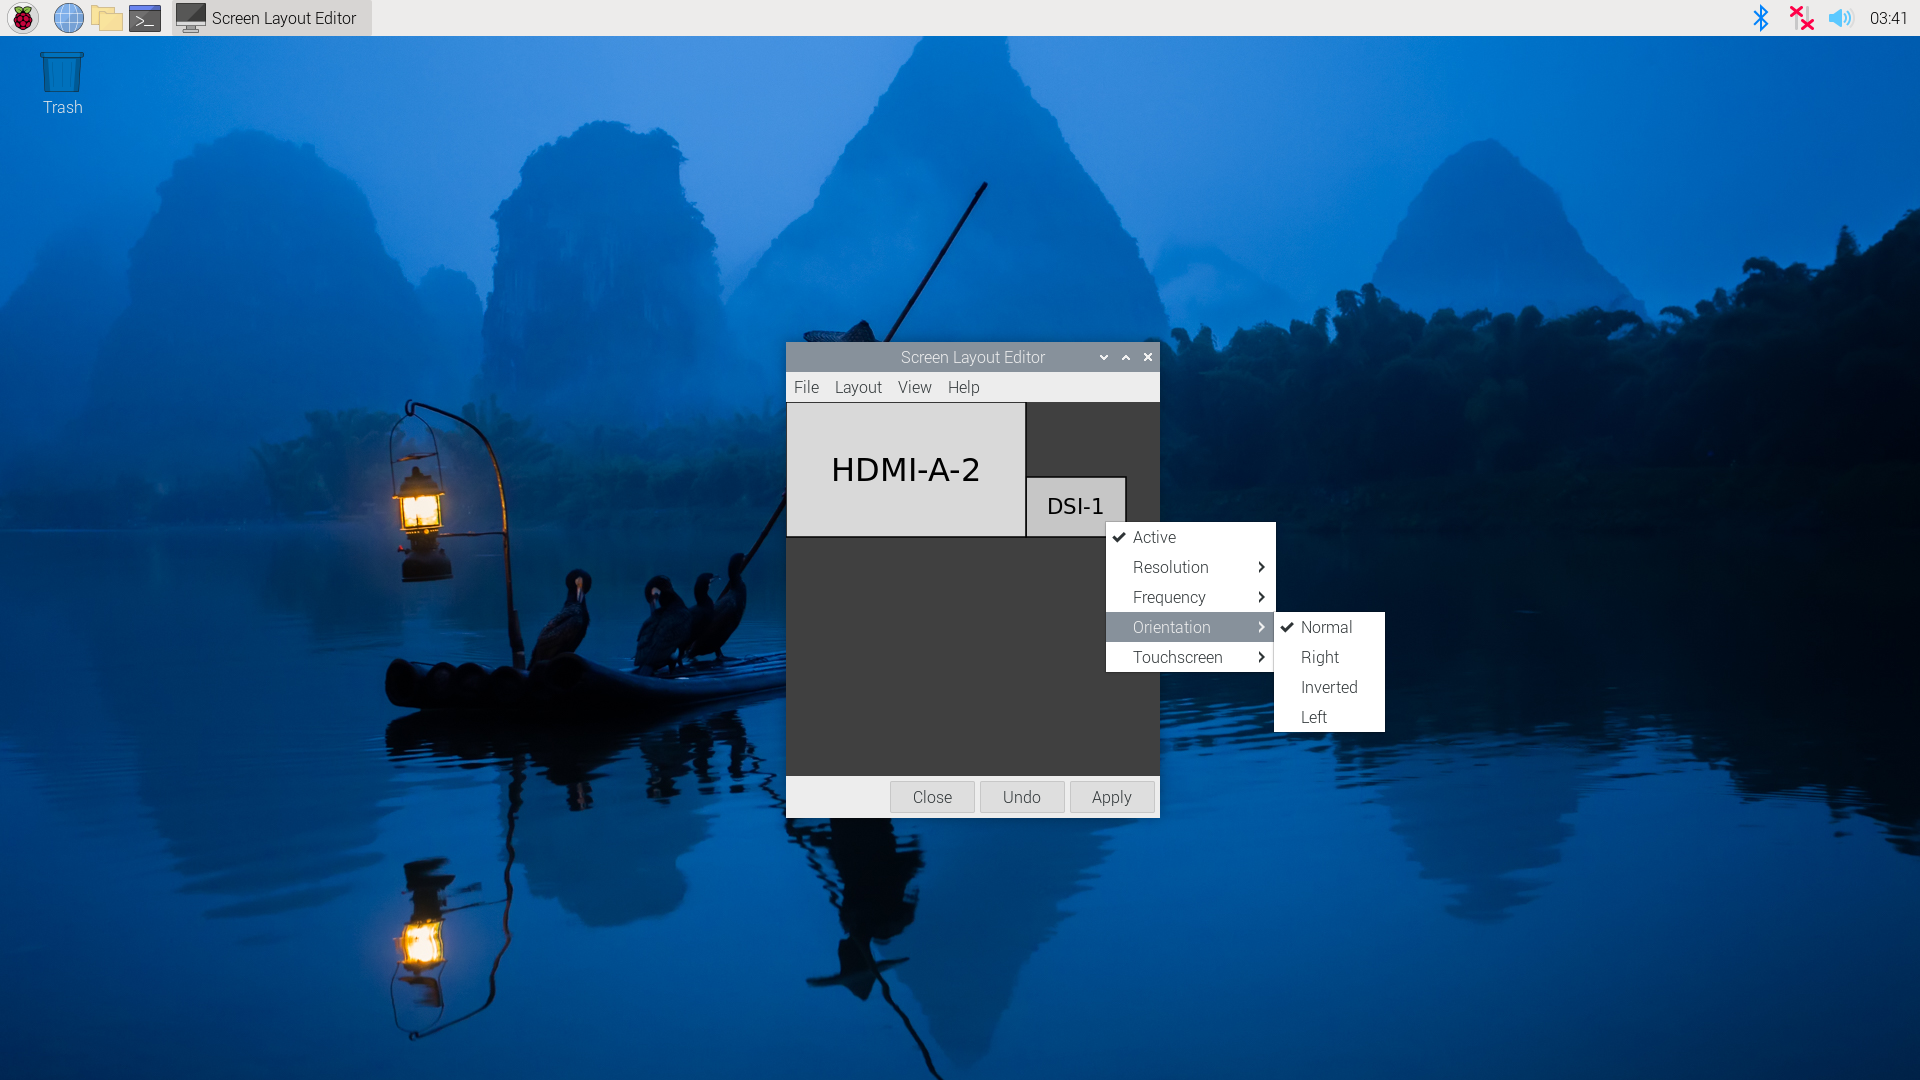 >_
Screen Layout Editor
03:41
Trash
Screen Layout Editor
File Layout View Help
HDMI-A-2
DSI-1
Active
Resolution
Frequency
Orientation
Touchscreen
Normal
Right
Inverted
Left
Close Undo Apply